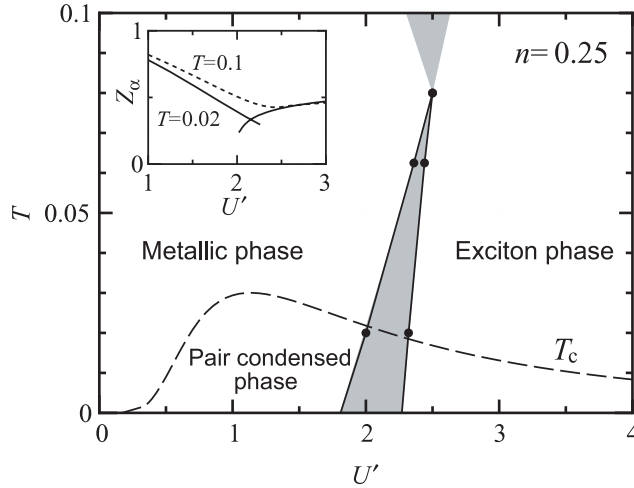 0.1
n= 0.25
1
Zα
T=0.1
T=0.02
0
1
2
3
U′
T
0.05
Metallic phase
Exciton phase
Pair condensed
phase
Tc
0
0
1
2
3
4
U′